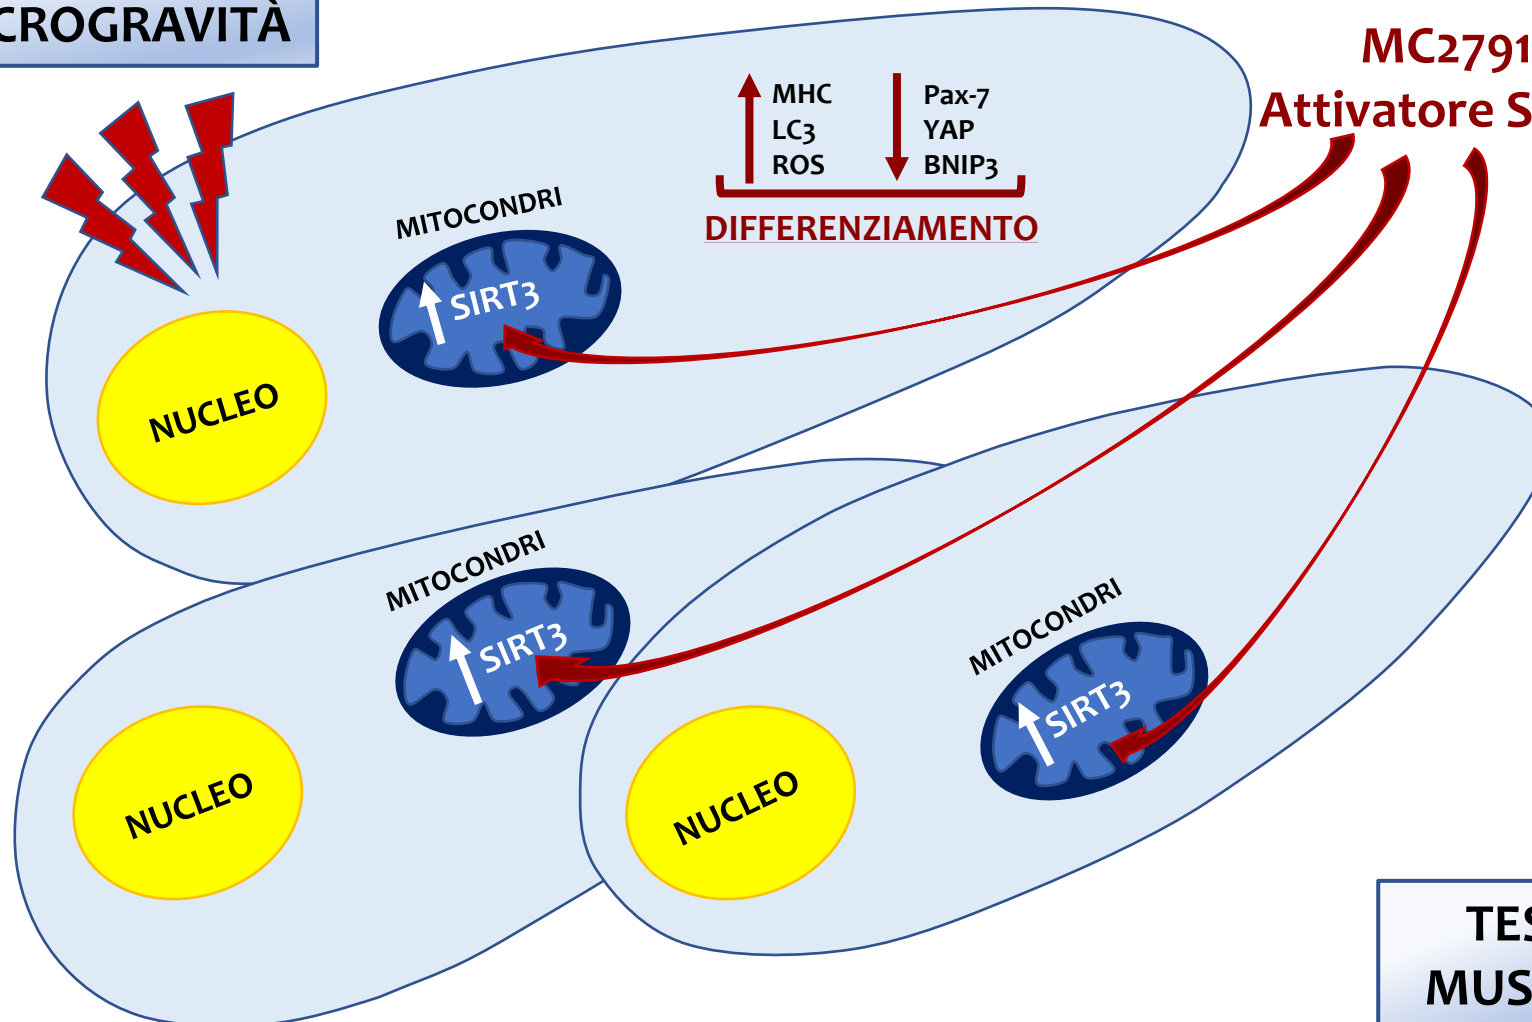 CROGRAVITÀ
MC2791
Attivatore S
MHC
LC3
ROS
Pax-7
YAP
BNIP3
DIFFERENZIAMENTO
MITOCONDRI
SIRT3
NUCLEO
MITOCONDRI
SIRT3
NUCLEO
MITOCONDRI
SIRT3
NUCLEO
TES
MUS